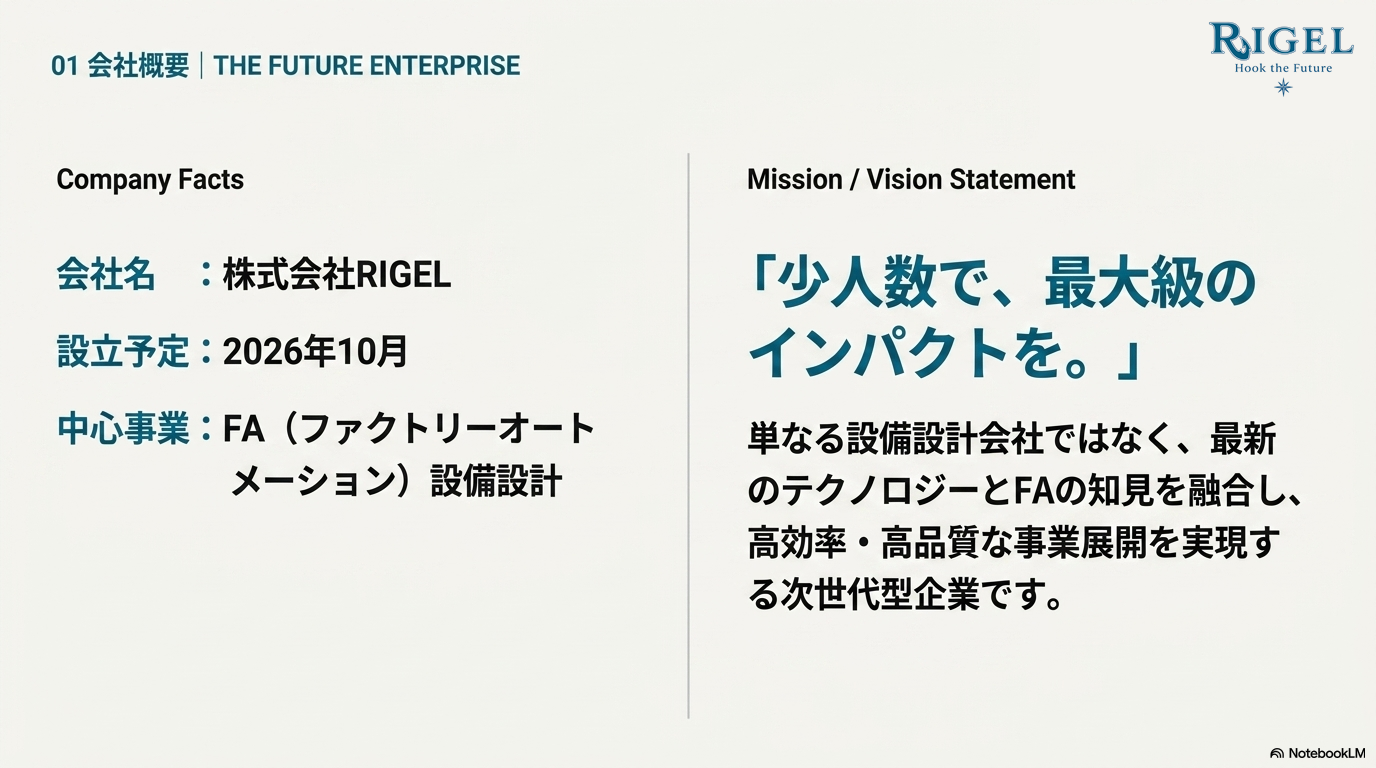 01 会社概要｜THE FUTURE ENTERPRISE
RIGEL
Hook the Future
Company Facts
会社名　：株式会社RIGEL
設立予定：2026年10月
中心事業：FA（ファクトリーオート
メーション）設備設計
Mission / Vision Statement
「少人数で、最大級の
インパクトを。」
単なる設備設計会社ではなく、最新
のテクノロジーとFAの知見を融合し、
高効率・高品質な事業展開を実現す
る次世代型企業です。
NotebookLM